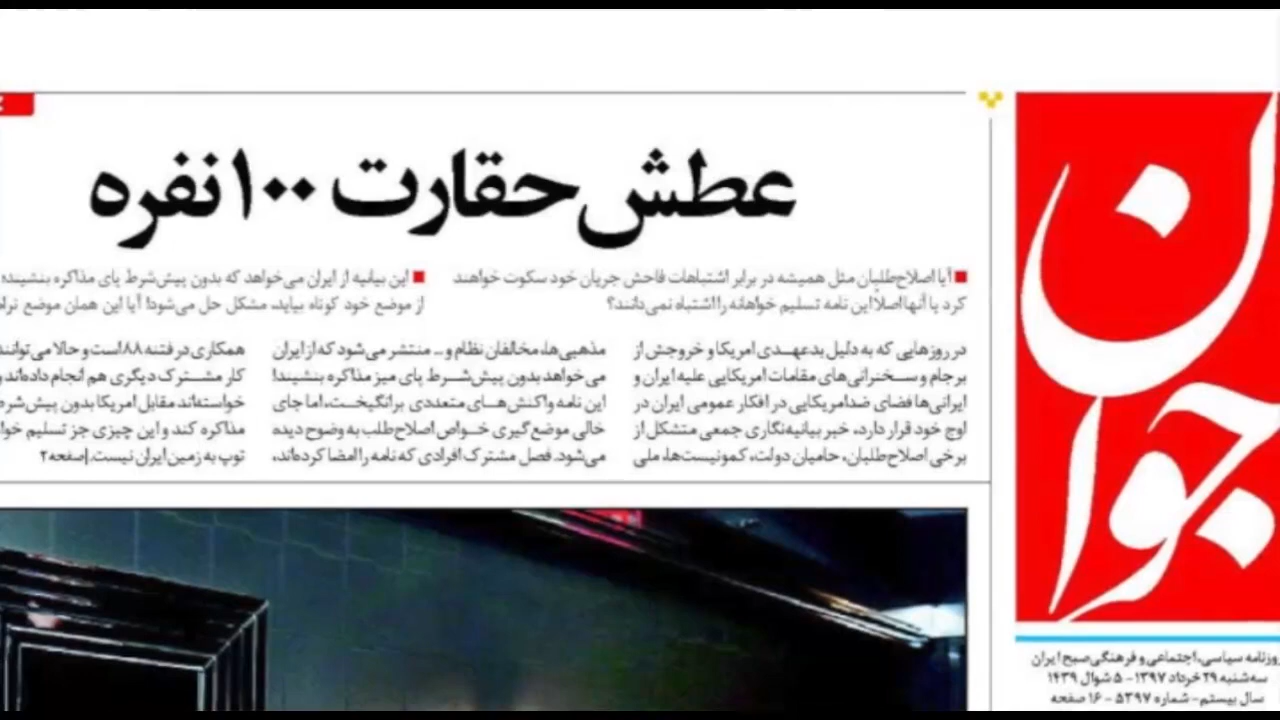 جوان
روزنامه سیاسی، اجتماعی و فرهنگی صبح ایران
سه‌شنبه ۲۹ خرداد ۱۳۹۷ - ۵ شوال ۱۴۳۹
سال بیستم - شماره ۵۳۹۷ - ۱۶ صفحه
عطش حقارت ۱۰۰ نفره
■ آیا اصلاح‌طلبان مثل همیشه در برابر اشتباهات فاحش جریان خود سکوت خواهند
کرد یا آنها اصلاً این نامه تسلیم خواهانه را اشتباه نمی‌دانند؟
■ این بیانیه از ایران می‌خواهد که بدون پیش‌شرط پای مذاکره بنشیند؛
از موضع خود کوتاه بیاید، مشکل حل می‌شود! آیا این همان موضع
در روزهایی که به دلیل بدعهدی امریکا و خروجش از
برجام و سخنرانی‌های مقامات امریکایی علیه ایران و
ایرانی‌ها فضای ضدامریکایی در افکار عمومی ایران در
اوج خود قرار دارد، خبر بیانیه‌نگاری جمعی متشکل از
برخی اصلاح‌طلبان، حامیان دولت، کمونیست‌ها، ملی
مذهبی‌ها، مخالفان نظام و... منتشر می‌شود که از ایران
می‌خواهد بدون پیش‌شرط پای میز مذاکره بنشیند!
این نامه واکنش‌های متعددی برانگیخت، اما جای
خالی موضع‌گیری خواص اصلاح‌طلب به وضوح دیده
می‌شود. فصل مشترک افرادی که نامه را امضا کرده‌اند،
همکاری در فتنه ۸۸ است و حالا می‌توانند
کار مشترک دیگری هم انجام داده‌اند و
خواسته‌اند مقابل امریکا بدون پیش‌شرط
مذاکره کند و این چیزی جز تسلیم
توپ به زمین ایران نیست. |صفحه۲